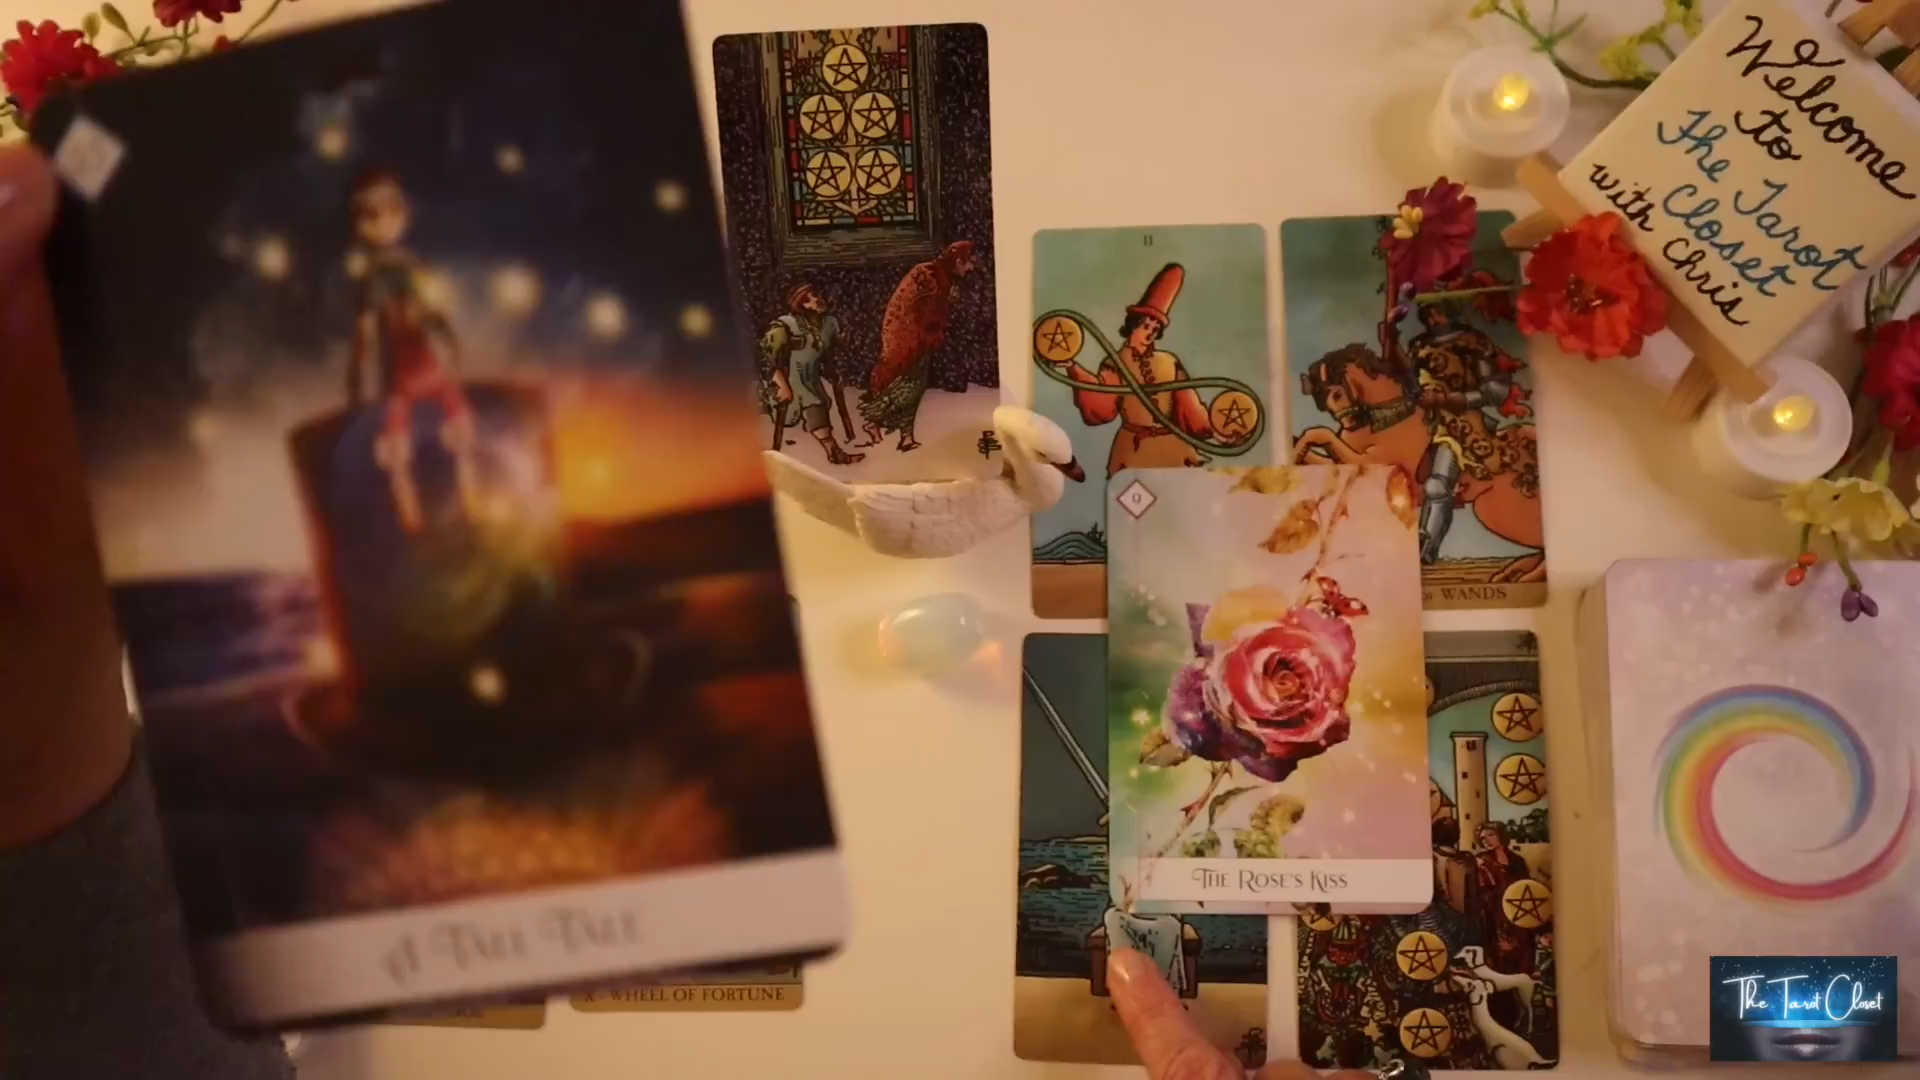 Welcome
to
The Tarot
Closet
with Chris
II
WANDS
9
THE ROSE'S KISS
A TALL TALE
X - WHEEL OF FORTUNE
The Tarot Closet